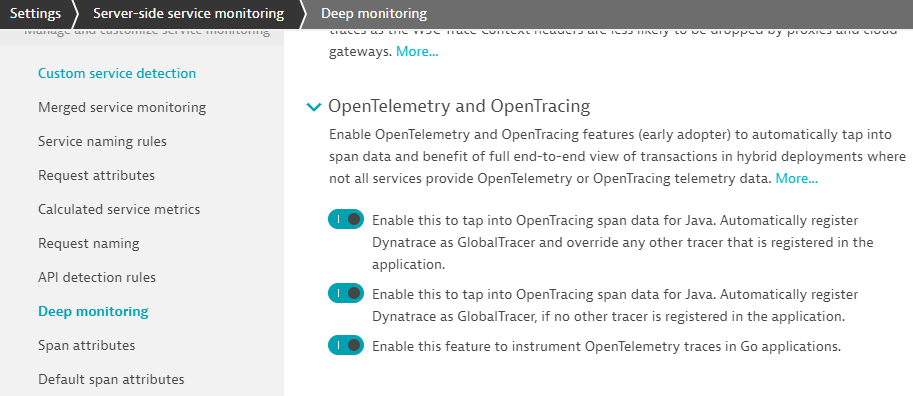 Settings
Server-side service monitoring
Deep monitoring
Manage and customize service monitoring
Custom service detection
Merged service monitoring
Service naming rules
Request attributes
Calculated service metrics
Request naming
API detection rules
Deep monitoring
Span attributes
Default span attributes
traces as the W3C Trace Context headers are less likely to be dropped by proxies and cloud
gateways. More...
OpenTelemetry and OpenTracing
Enable OpenTelemetry and OpenTracing features (early adopter) to automatically tap into
span data and benefit of full end-to-end view of transactions in hybrid deployments where
not all services provide OpenTelemetry or OpenTracing telemetry data. More...
Enable this to tap into OpenTracing span data for Java. Automatically register
Dynatrace as GlobalTracer and override any other tracer that is registered in the
application.
Enable this to tap into OpenTracing span data for Java. Automatically register
Dynatrace as GlobalTracer, if no other tracer is registered in the application.
Enable this feature to instrument OpenTelemetry traces in Go applications.